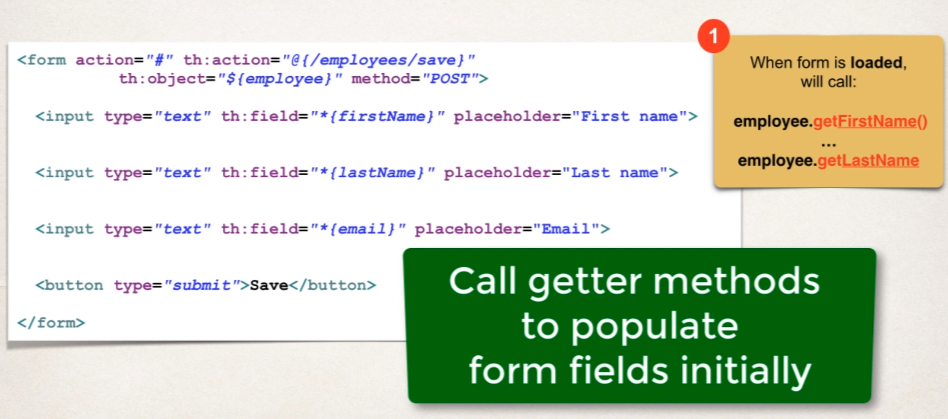 <form action="#" th:action="@{/employees/save}"
th:object="${employee}" method="POST">
<input type="text" th:field="*{firstName}" placeholder="First name">
<input type="text" th:field="*{lastName}" placeholder="Last name">
<input type="text" th:field="*{email}" placeholder="Email">
<button type="submit">Save</button>
</form>
1
When form is loaded,
will call:
employee.getFirstName()
...
employee.getLastName
Call getter methods
to populate
form fields initially